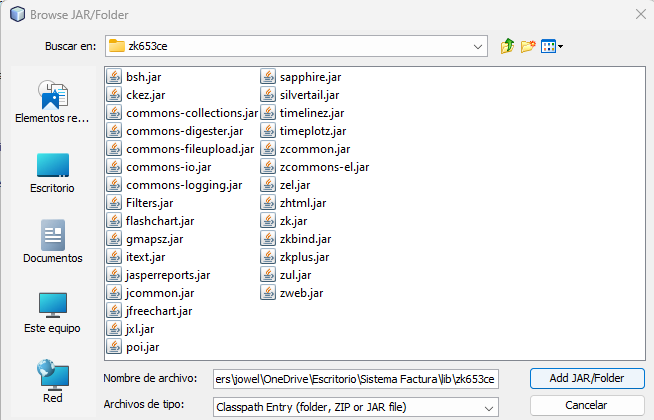 Browse JAR/Folder
Buscar en:
zk653ce
Elementos re...
Escritorio
Documentos
Este equipo
Red
bsh.jar
ckez.jar
commons-collections.jar
commons-digester.jar
commons-fileupload.jar
commons-io.jar
commons-logging.jar
Filters.jar
flashchart.jar
gmapsz.jar
itext.jar
jasperreports.jar
jcommon.jar
jfreechart.jar
jxl.jar
poi.jar
sapphire.jar
silvertail.jar
timelinez.jar
timeplotz.jar
zcommon.jar
zcommons-el.jar
zel.jar
zhtml.jar
zk.jar
zkbind.jar
zkplus.jar
zul.jar
zweb.jar
Nombre de archivo:
ers\jowel\OneDrive\Escritorio\Sistema Factura\lib\zk653ce
Add JAR/Folder
Archivos de tipo:
Classpath Entry (folder, ZIP or JAR file)
Cancelar